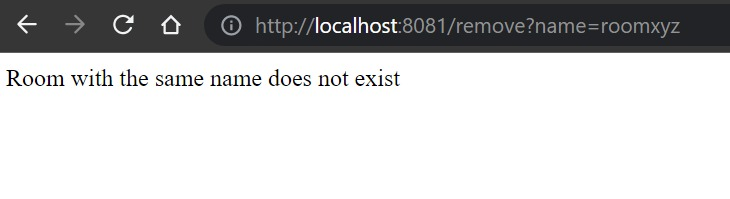 http://localhost:8081/remove?name=roomxyz
Room with the same name does not exist